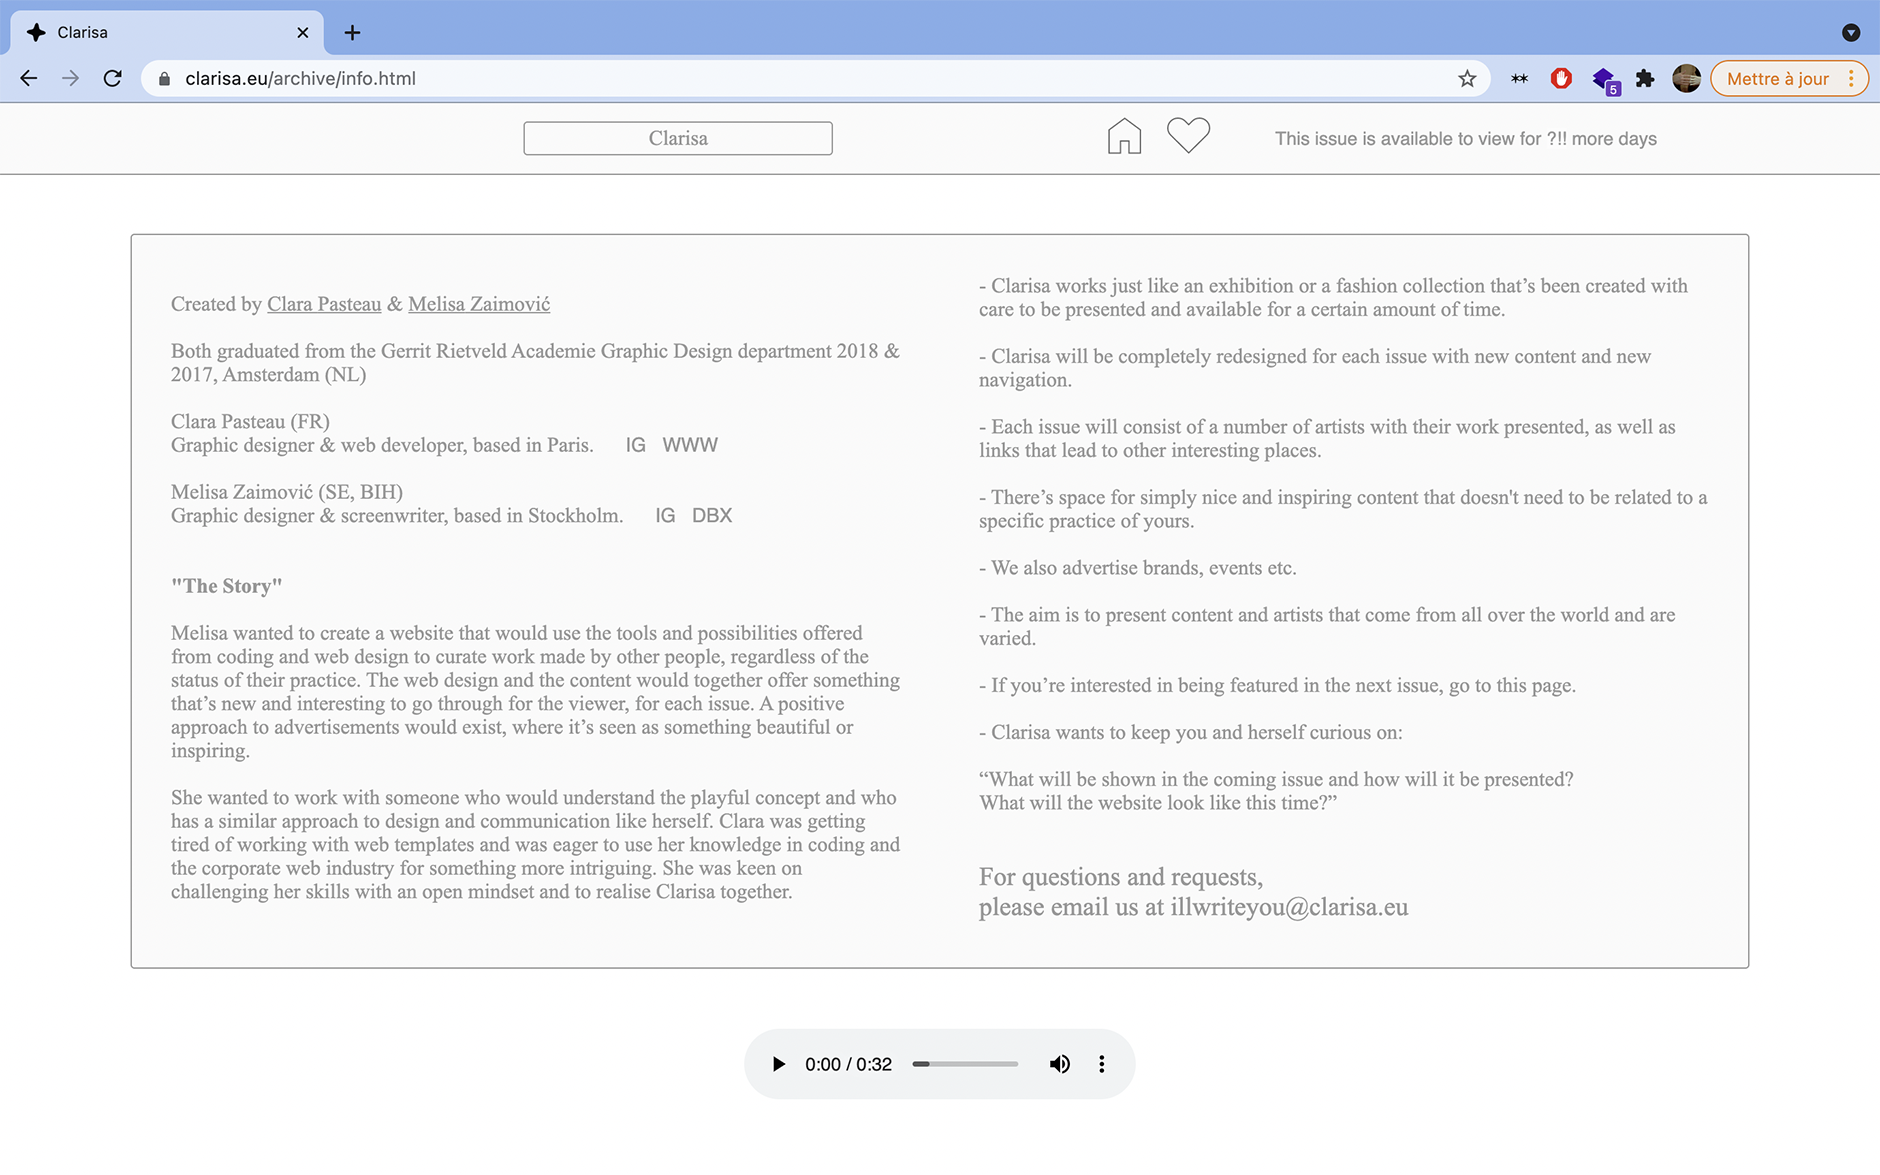 Clarisa
clarisa.eu/archive/info.html
5
Mettre à jour
Clarisa
This issue is available to view for ?!! more days
Created by Clara Pasteau & Melisa Zaimović
Both graduated from the Gerrit Rietveld Academie Graphic Design department 2018 &
2017, Amsterdam (NL)
Clara Pasteau (FR)
Graphic designer & web developer, based in Paris. IG WWW
Melisa Zaimović (SE, BIH)
Graphic designer & screenwriter, based in Stockholm. IG DBX
"The Story"
Melisa wanted to create a website that would use the tools and possibilities offered
from coding and web design to curate work made by other people, regardless of the
status of their practice. The web design and the content would together offer something
that’s new and interesting to go through for the viewer, for each issue. A positive
approach to advertisements would exist, where it’s seen as something beautiful or
inspiring.
She wanted to work with someone who would understand the playful concept and who
has a similar approach to design and communication like herself. Clara was getting
tired of working with web templates and was eager to use her knowledge in coding and
the corporate web industry for something more intriguing. She was keen on
challenging her skills with an open mindset and to realise Clarisa together.
- Clarisa works just like an exhibition or a fashion collection that’s been created with
care to be presented and available for a certain amount of time.
- Clarisa will be completely redesigned for each issue with new content and new
navigation.
- Each issue will consist of a number of artists with their work presented, as well as
links that lead to other interesting places.
- There’s space for simply nice and inspiring content that doesn't need to be related to a
specific practice of yours.
- We also advertise brands, events etc.
- The aim is to present content and artists that come from all over the world and are
varied.
- If you’re interested in being featured in the next issue, go to this page.
- Clarisa wants to keep you and herself curious on:
“What will be shown in the coming issue and how will it be presented?
What will the website look like this time?”
For questions and requests,
please email us at illwriteyou@clarisa.eu
0:00 / 0:32